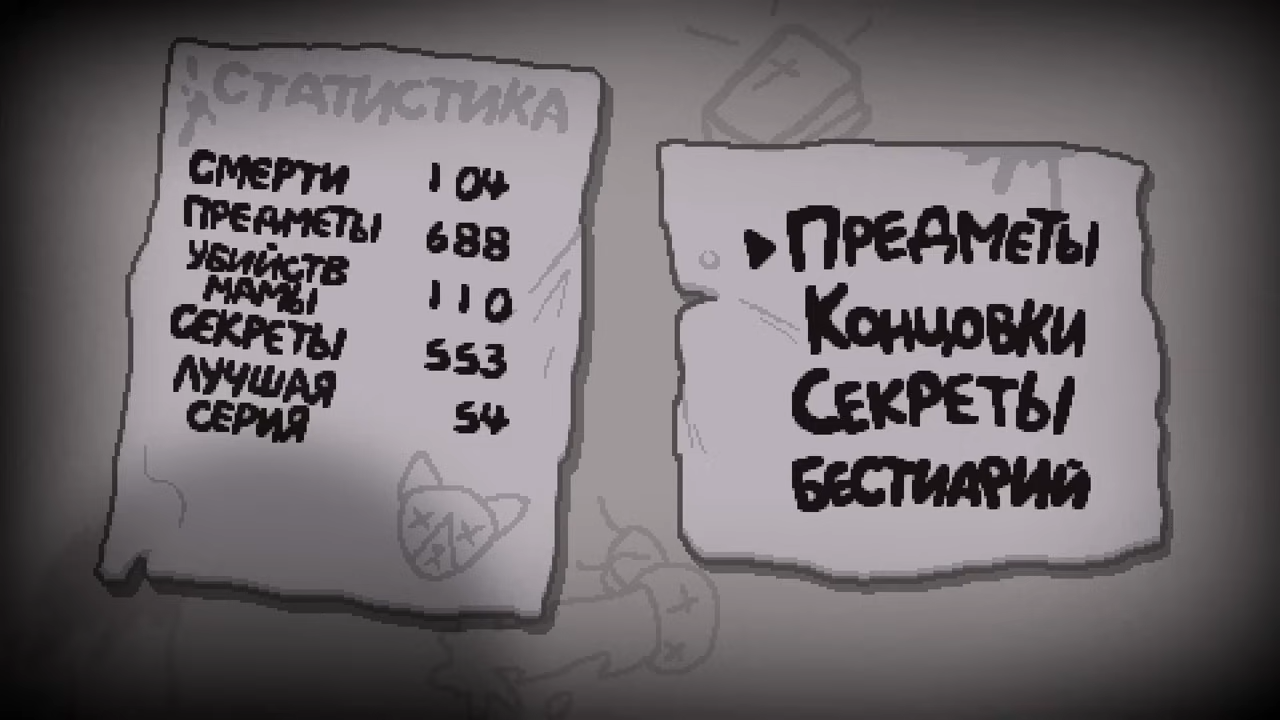 СТАТИСТИКА
СМЕРТИ 104
ПРЕДМЕТЫ 688
УБИЙСТВ
МАМЫ 110
СЕКРЕТЫ 553
ЛУЧШАЯ
СЕРИЯ 54
ПРЕДМЕТЫ
КОНЦОВКИ
СЕКРЕТЫ
БЕСТИАРИЙ